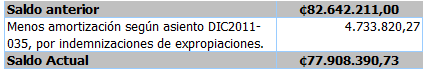 Saldo anterior ¢82.642.211,00
Menos amortización según asiento DIC2011- 4.733.820,27
035, por indemnizaciones de expropiaciones.
Saldo Actual ¢77.908.390,73